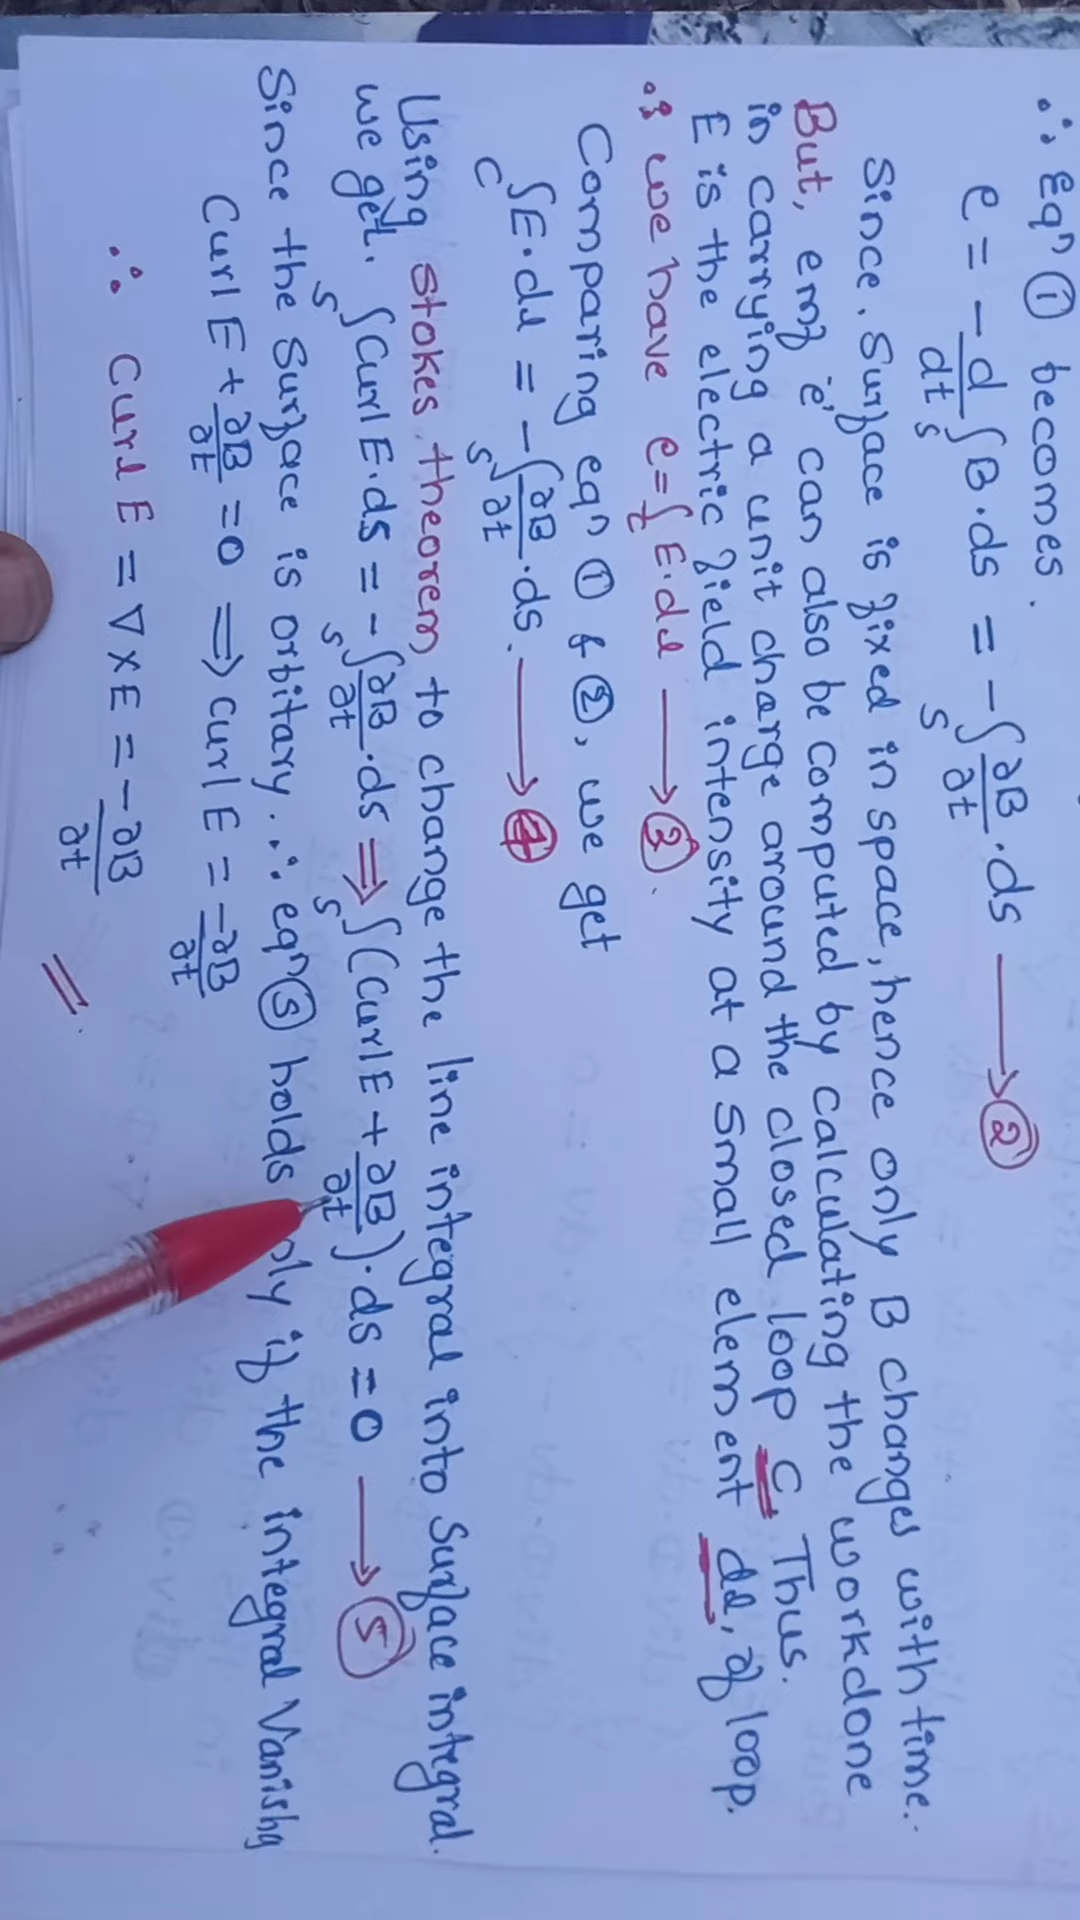 ∴ Eqⁿ ① becomes.
e = - d/dt ∫s B·ds = - ∫s ∂B/∂t · ds ⟶ ②
Since, Surface is fixed in space, hence only B changes with time.
But, emf 'e' can also be computed by calculating the workdone
in carrying a unit charge around the closed loop C. Thus.
E is the electric field intensity at a small element dl, of loop.
∴ we have e = ∫c E·dl ⟶ ③.
Comparing eqⁿ ① & ②, we get
∫C E·dl = - ∫s ∂B/∂t · ds. ⟶ ④
Using stokes theorem to change the line integral into Surface integral.
we get. ∫s Curl E·ds = - ∫s ∂B/∂t · ds ⟹ ∫s (Curl E + ∂B/∂t)·ds = 0 ⟶ ⑤
Since the Surface is orbitary. ∴ eqⁿ ⑤ holds if the integral Vanishg
Curl E + ∂B/∂t = 0 ⟹ Curl E = -∂B/∂t
∴ Curl E = ∇ × E = -∂B/∂t